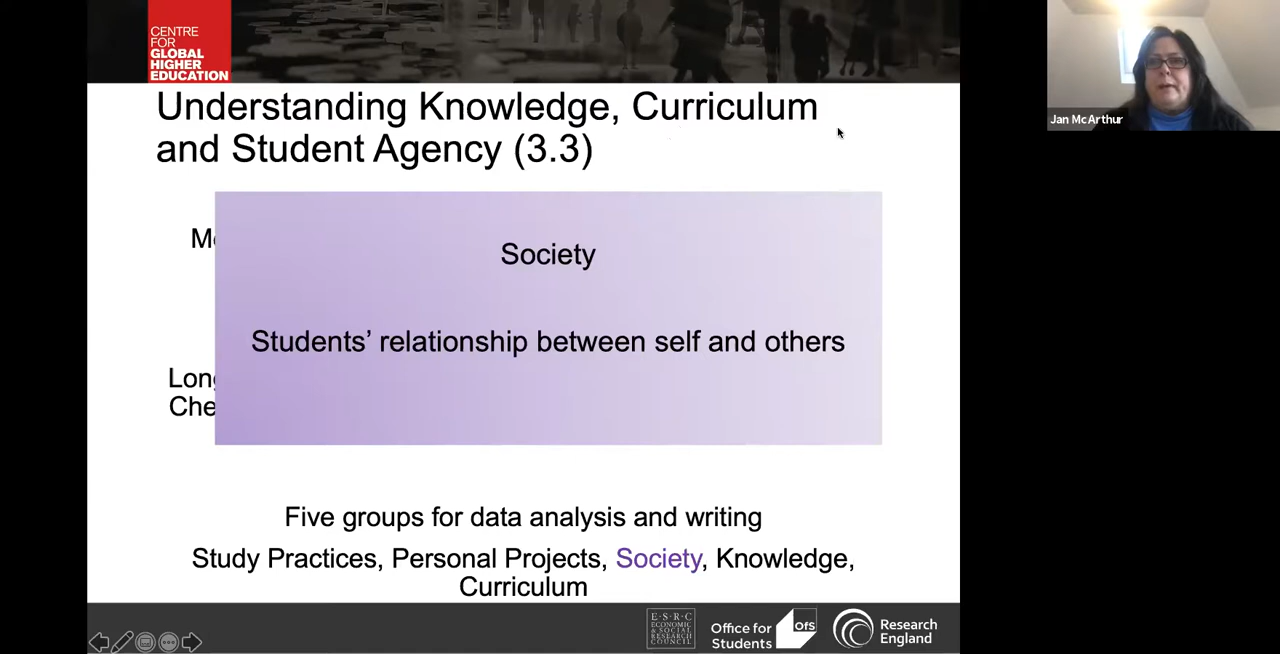 CENTRE
FOR
GLOBAL
HIGHER
EDUCATION
Understanding Knowledge, Curriculum
and Student Agency (3.3)
Jan McArthur
Society
Students' relationship between self and others
Long
Che
Five groups for data analysis and writing
Study Practices, Personal Projects, Society, Knowledge,
Curriculum
E·S·R·C
ECONOMIC
& SOCIAL
RESEARCH
COUNCIL
Office for
Students
OfS
Research
England